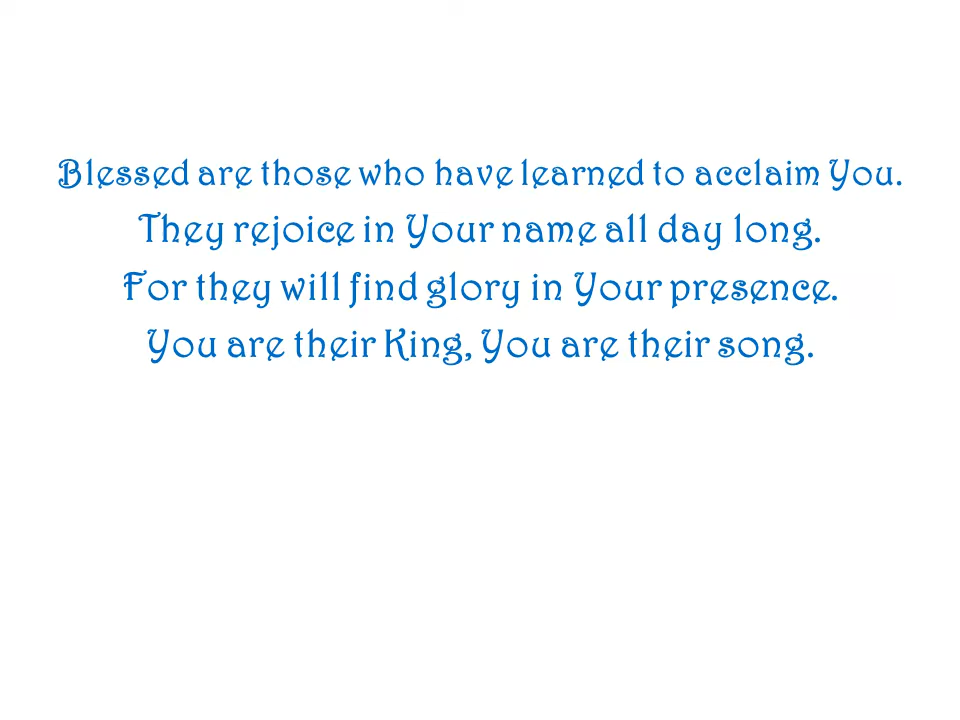 Blessed are those who have learned to acclaim You.
They rejoice in Your name all day long.
For they will find glory in Your presence.
You are their King, You are their song.